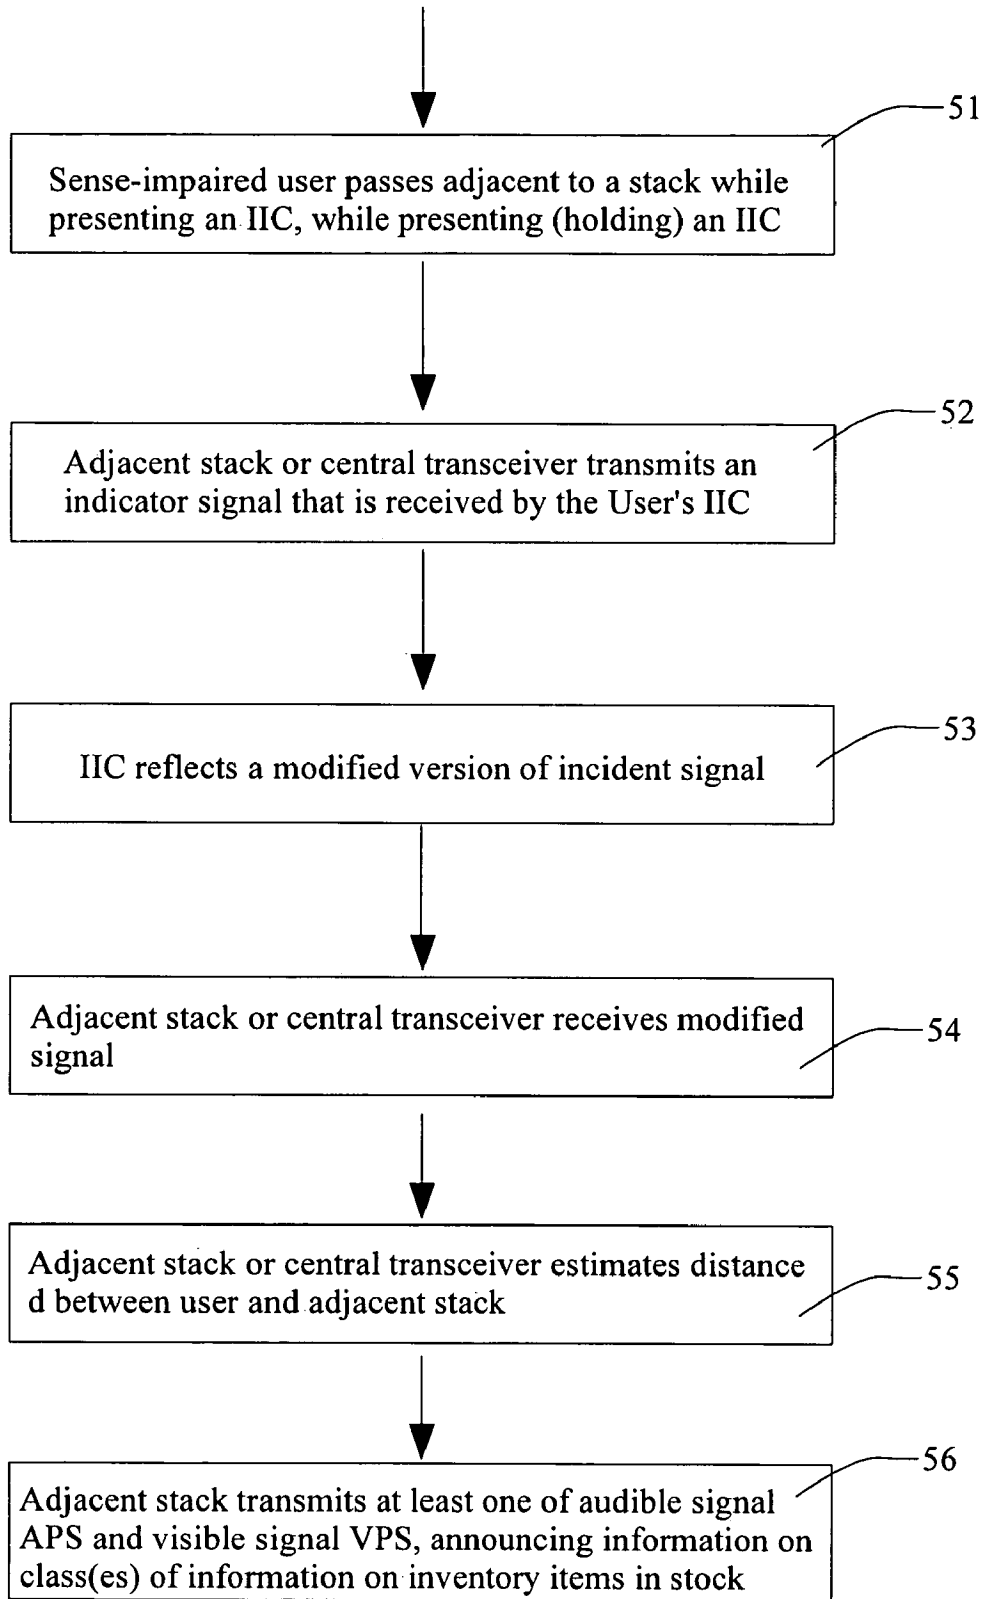 51
Sense-impaired user passes adjacent to a stack while
presenting an IIC, while presenting (holding) an IIC
52
Adjacent stack or central transceiver transmits an
indicator signal that is received by the User's IIC
53
IIC reflects a modified version of incident signal
54
Adjacent stack or central transceiver receives modified
signal
55
Adjacent stack or central transceiver estimates distance
d between user and adjacent stack
56
Adjacent stack transmits at least one of audible signal
APS and visible signal VPS, announcing information on
class(es) of information on inventory items in stock